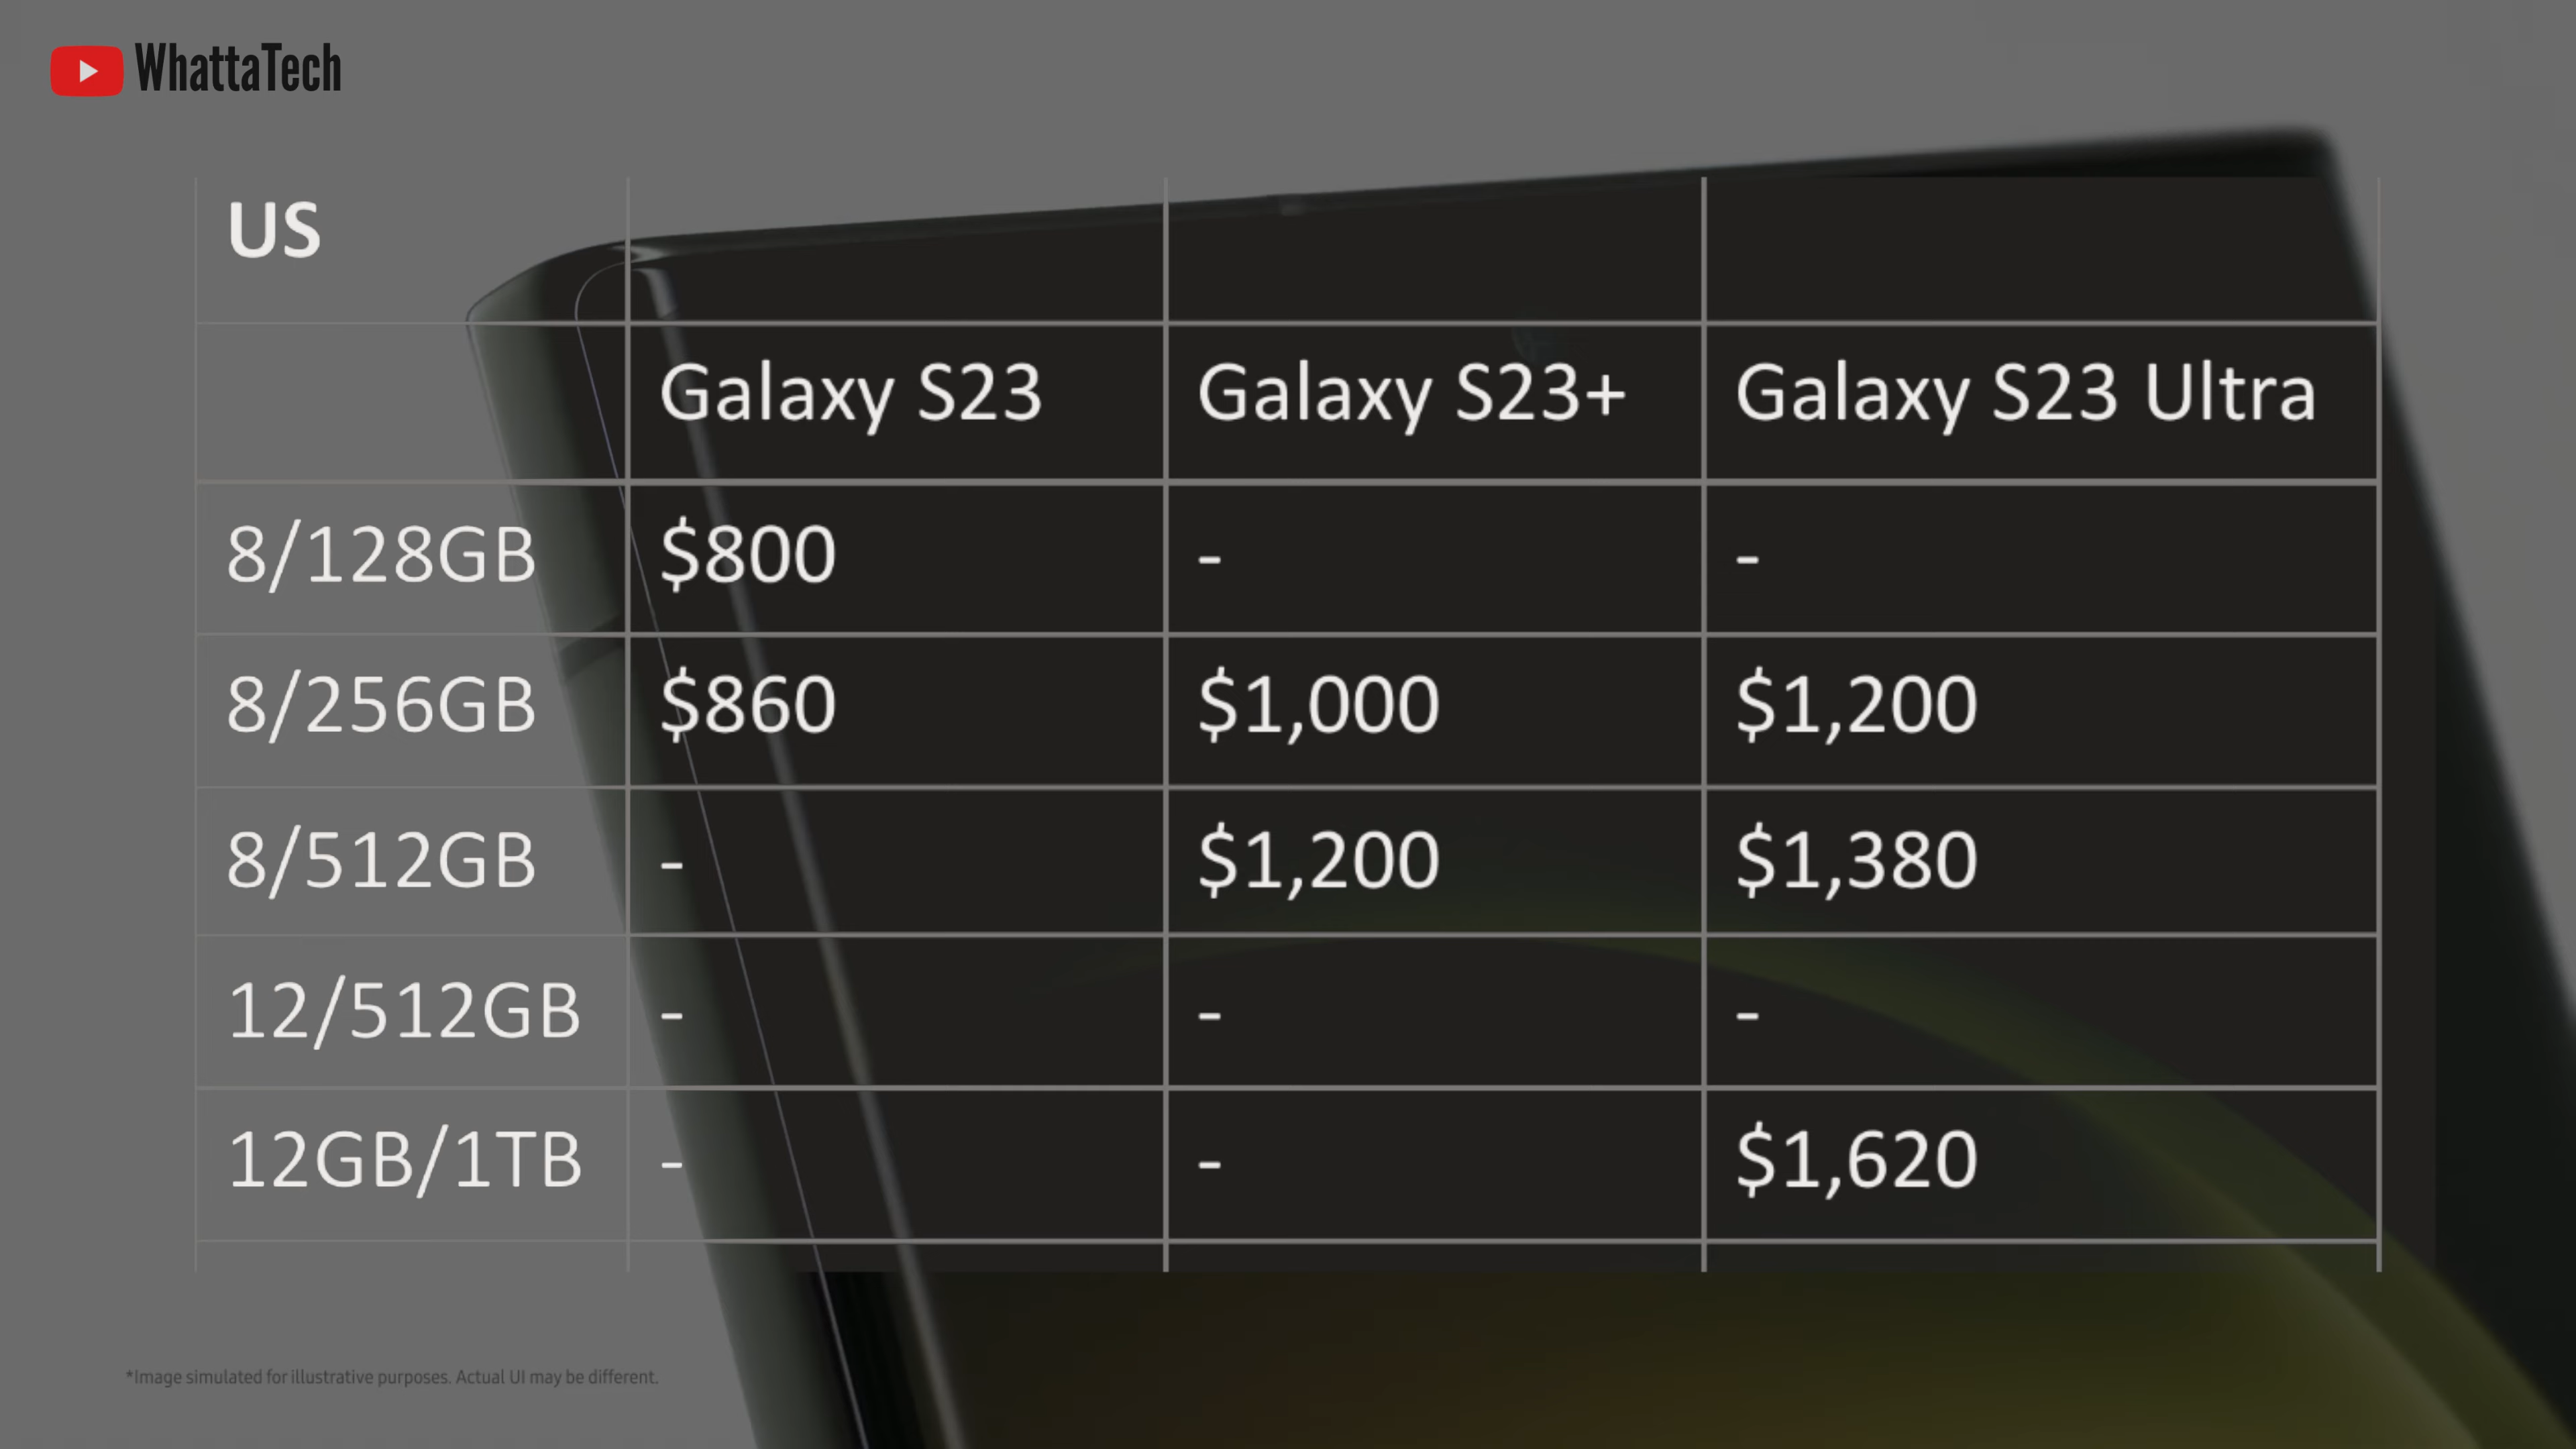 WhattaTech
US
Galaxy S23 Galaxy S23+ Galaxy S23 Ultra
8/128GB $800 - -
8/256GB $860 $1,000 $1,200
8/512GB - $1,200 $1,380
12/512GB - - -
12GB/1TB - - $1,620
*Image simulated for illustrative purposes. Actual UI may be different.